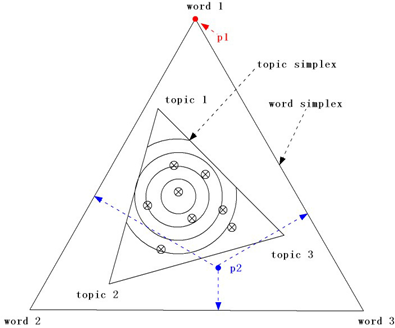 word 1
p1
topic simplex
topic 1
word simplex
topic 3
p2
topic 2
word 2
word 3